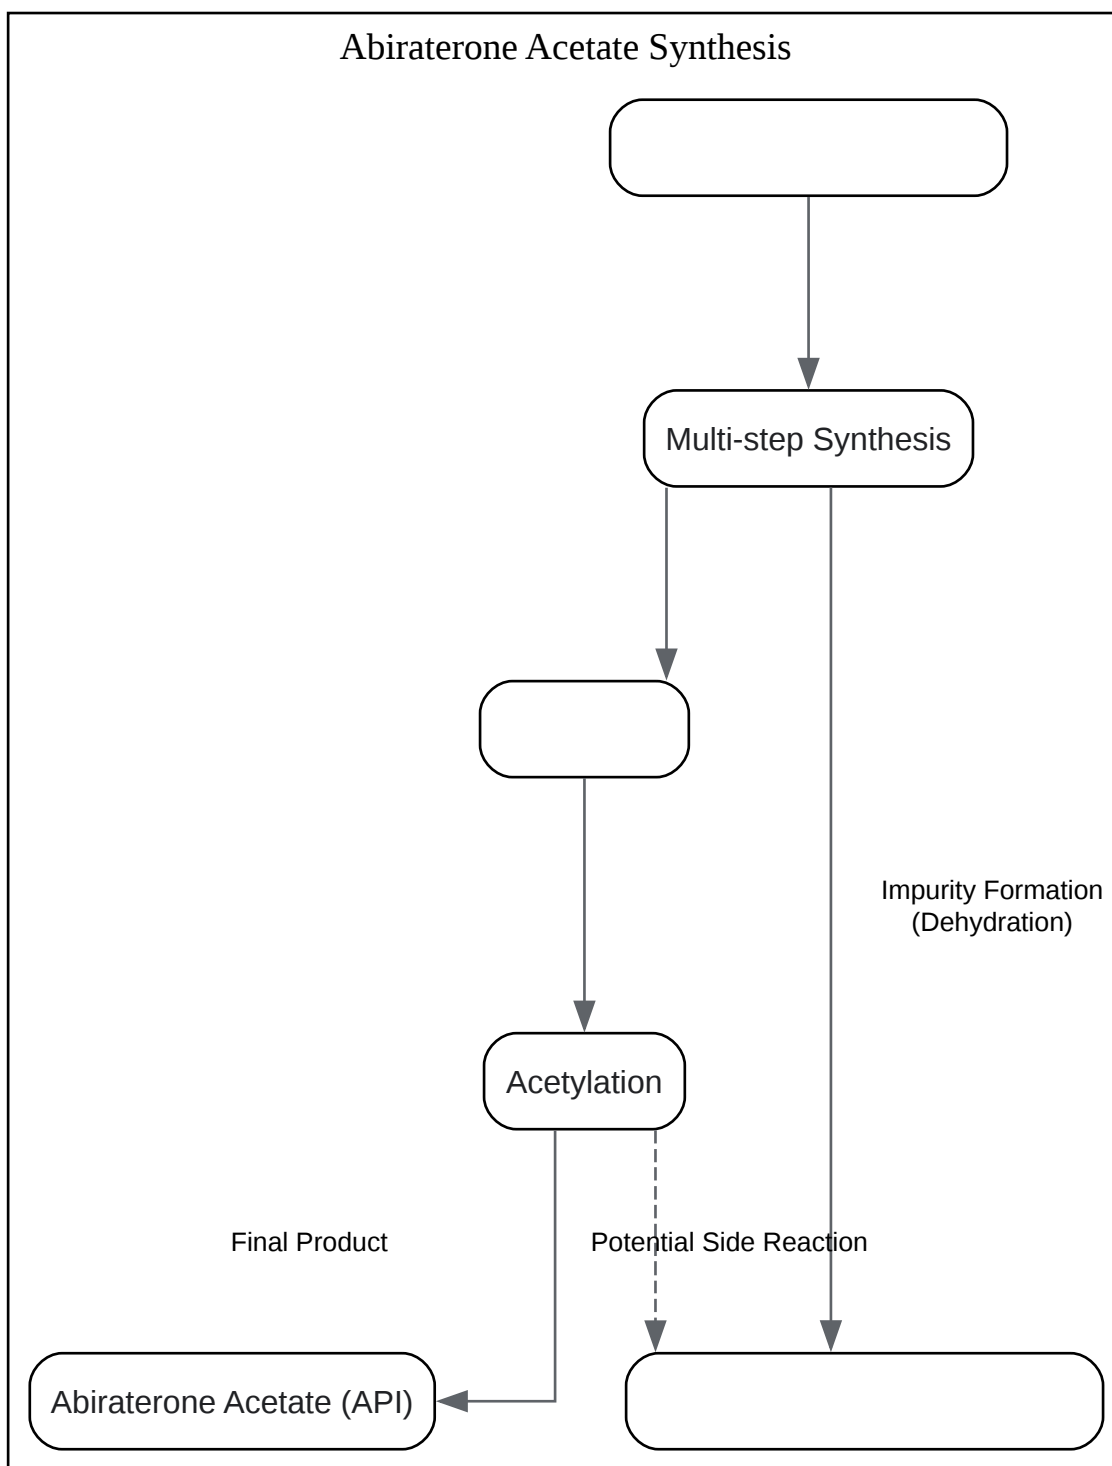 Abiraterone Acetate Synthesis
Multi-step Synthesis
Impurity Formation
(Dehydration)
Acetylation
Final Product
Potential Side Reaction
Abiraterone Acetate (API)